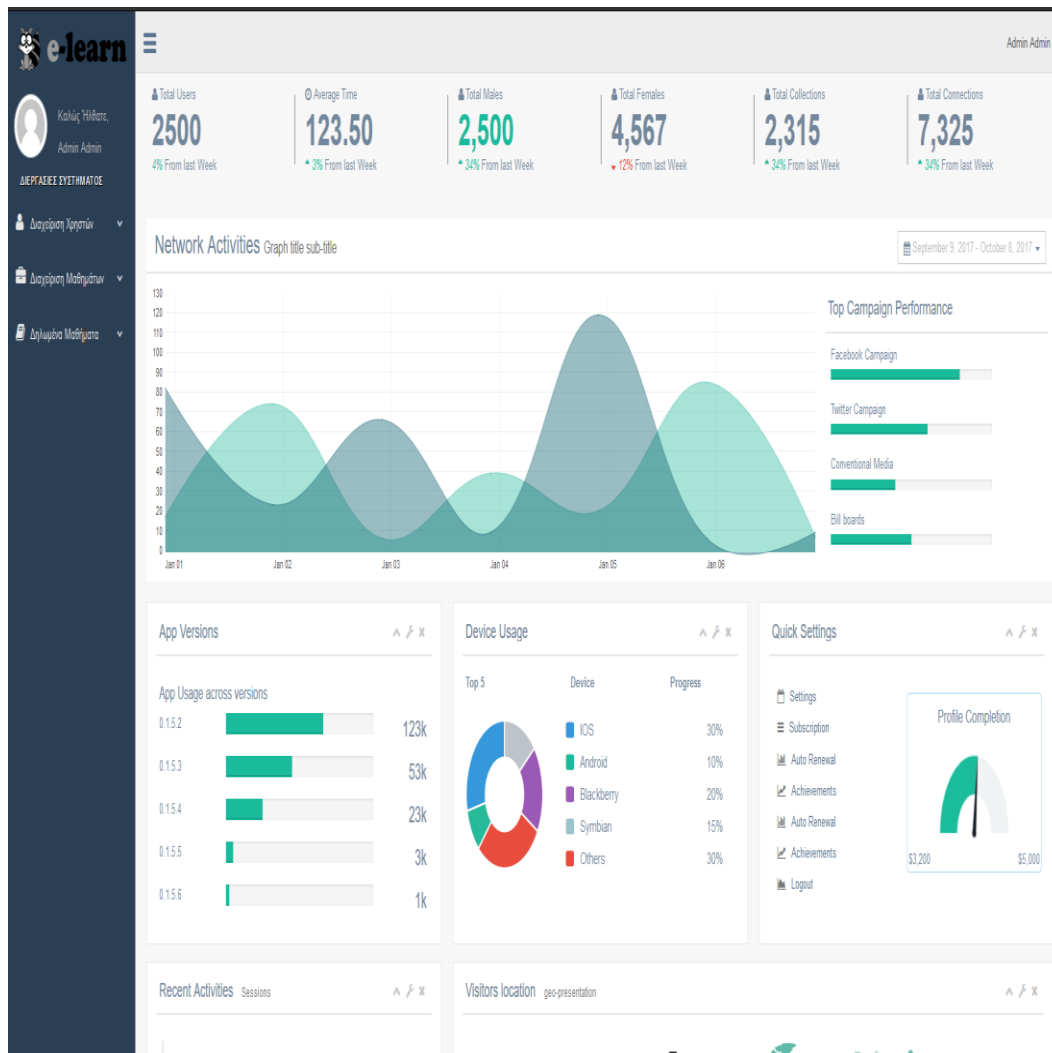 e-learn
Καλώς Ήλθατε,
Admin Admin
ΔΙΕΡΓΑΣΙΕΣ ΣΥΣΤΗΜΑΤΟΣ
Διαχείριση Χρηστών
Διαχείριση Μαθημάτων
Δηλωμένα Μαθήματα
Admin Admin
Total Users
2500
4% From last Week
Average Time
123.50
3% From last Week
Total Males
2,500
34% From last Week
Total Females
4,567
12% From last Week
Total Collections
2,315
34% From last Week
Total Connections
7,325
34% From last Week
Network Activities Graph title sub-title
September 9, 2017 - October 8, 2017
130
120
110
100
90
80
70
60
50
40
30
20
10
0
Jan 01 Jan 02 Jan 03 Jan 04 Jan 05 Jan 06
Top Campaign Performance
Facebook Campaign
Twitter Campaign
Conventional Media
Bill boards
App Versions
App Usage across versions
0.1.5.2 123k
0.1.5.3 53k
0.1.5.4 23k
0.1.5.5 3k
0.1.5.6 1k
Device Usage
Top 5 Device Progress
IOS 30%
Android 10%
Blackberry 20%
Symbian 15%
Others 30%
Quick Settings
Settings
Subscription
Auto Renewal
Achievements
Auto Renewal
Achievements
Logout
Profile Completion
$3,200 $5,000
Recent Activities Sessions
Visitors location geo-presentation